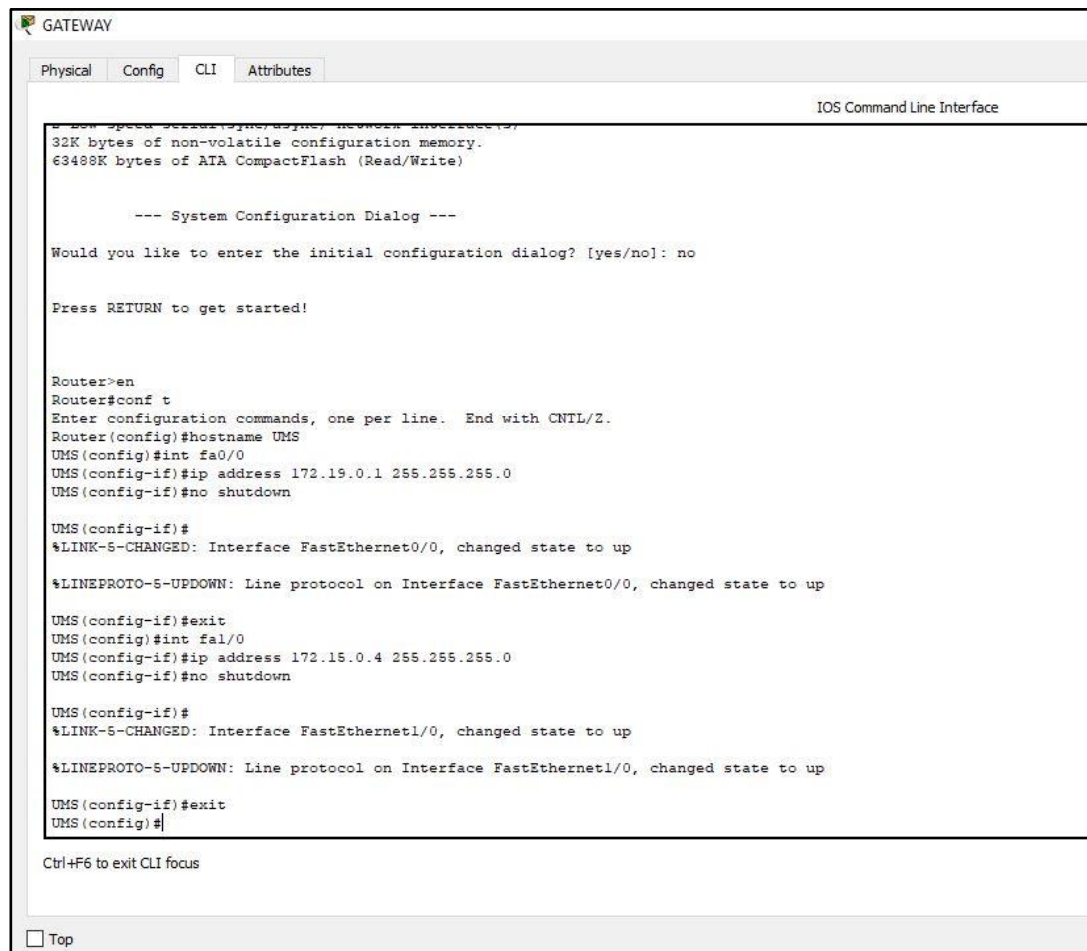 GATEWAY
Physical Config CLI Attributes
IOS Command Line Interface
32K bytes of non-volatile configuration memory.
63488K bytes of ATA CompactFlash (Read/Write)
--- System Configuration Dialog ---
Would you like to enter the initial configuration dialog? [yes/no]: no
Press RETURN to get started!
Router>en
Router#conf t
Enter configuration commands, one per line.  End with CNTL/Z.
Router(config)#hostname UMS
UMS(config)#int fa0/0
UMS(config-if)#ip address 172.19.0.1 255.255.255.0
UMS(config-if)#no shutdown
UMS(config-if)#
%LINK-5-CHANGED: Interface FastEthernet0/0, changed state to up
%LINEPROTO-5-UPDOWN: Line protocol on Interface FastEthernet0/0, changed state to up
UMS(config-if)#exit
UMS(config)#int fa1/0
UMS(config-if)#ip address 172.15.0.4 255.255.255.0
UMS(config-if)#no shutdown
UMS(config-if)#
%LINK-5-CHANGED: Interface FastEthernet1/0, changed state to up
%LINEPROTO-5-UPDOWN: Line protocol on Interface FastEthernet1/0, changed state to up
UMS(config-if)#exit
UMS(config)#
Ctrl+F6 to exit CLI focus
Top